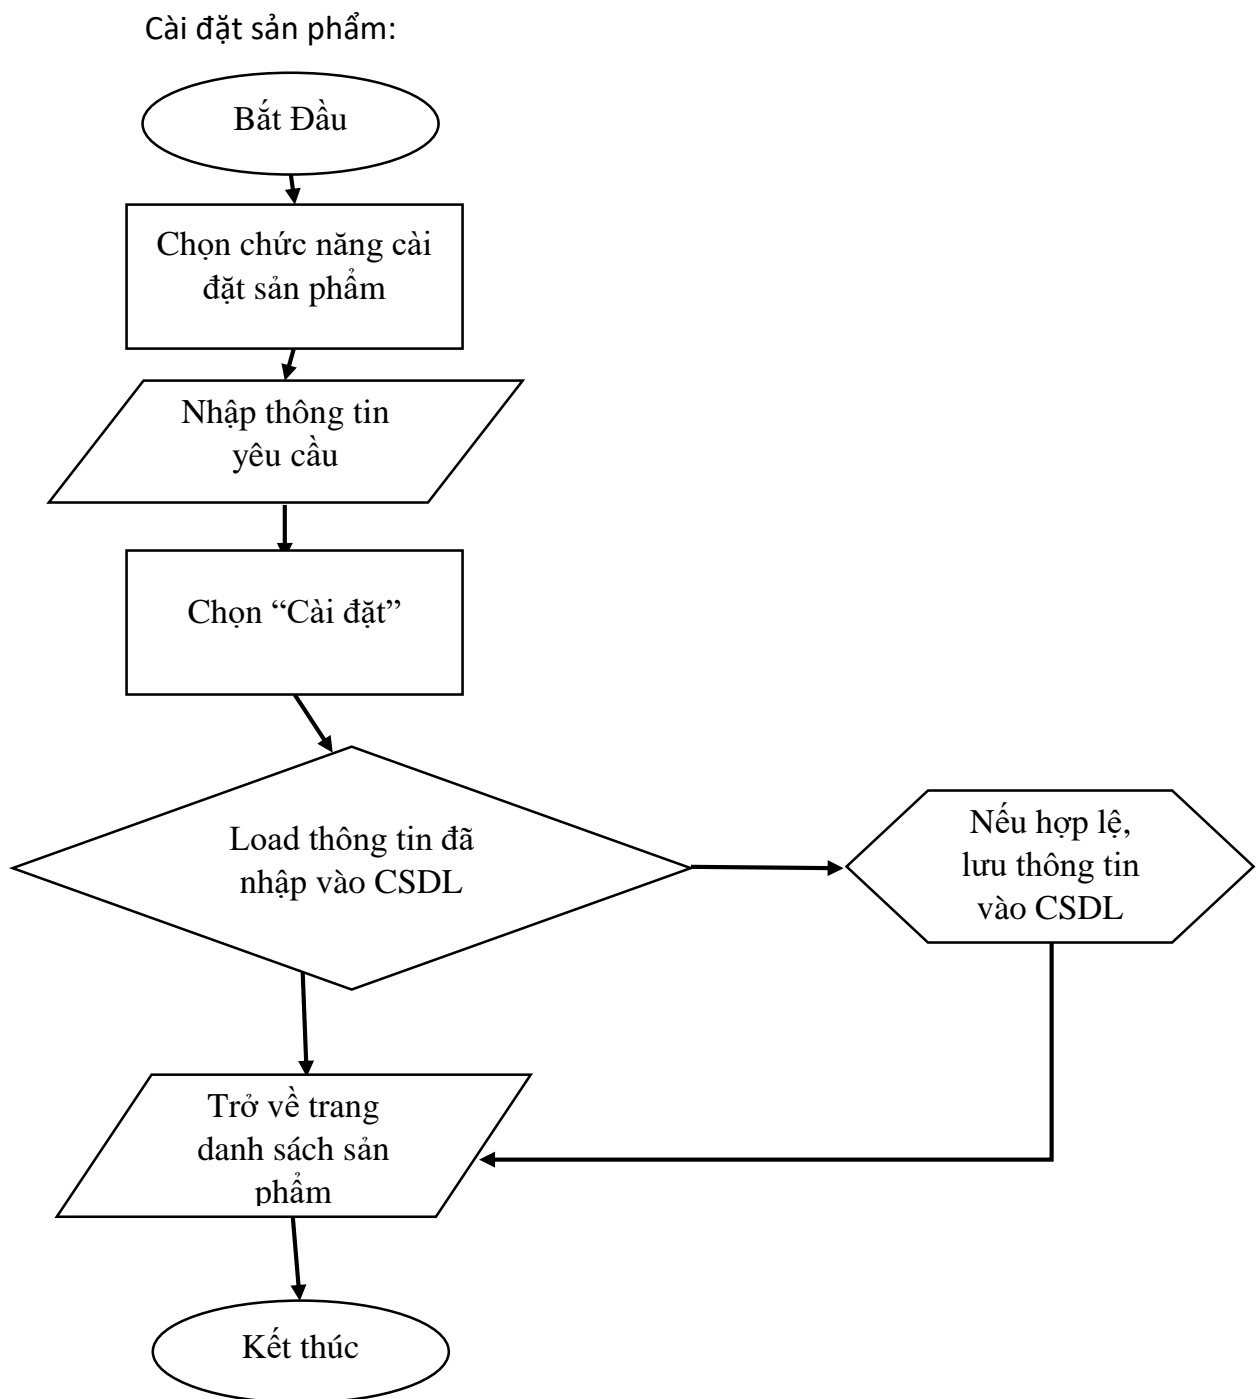 Cài đặt sản phẩm:
Bắt Đầu
Chọn chức năng cài
đặt sản phẩm
Nhập thông tin
yêu cầu
Chọn “Cài đặt”
Load thông tin đã
nhập vào CSDL
Nếu hợp lệ,
lưu thông tin
vào CSDL
Trở về trang
danh sách sản
phẩm
Kết thúc